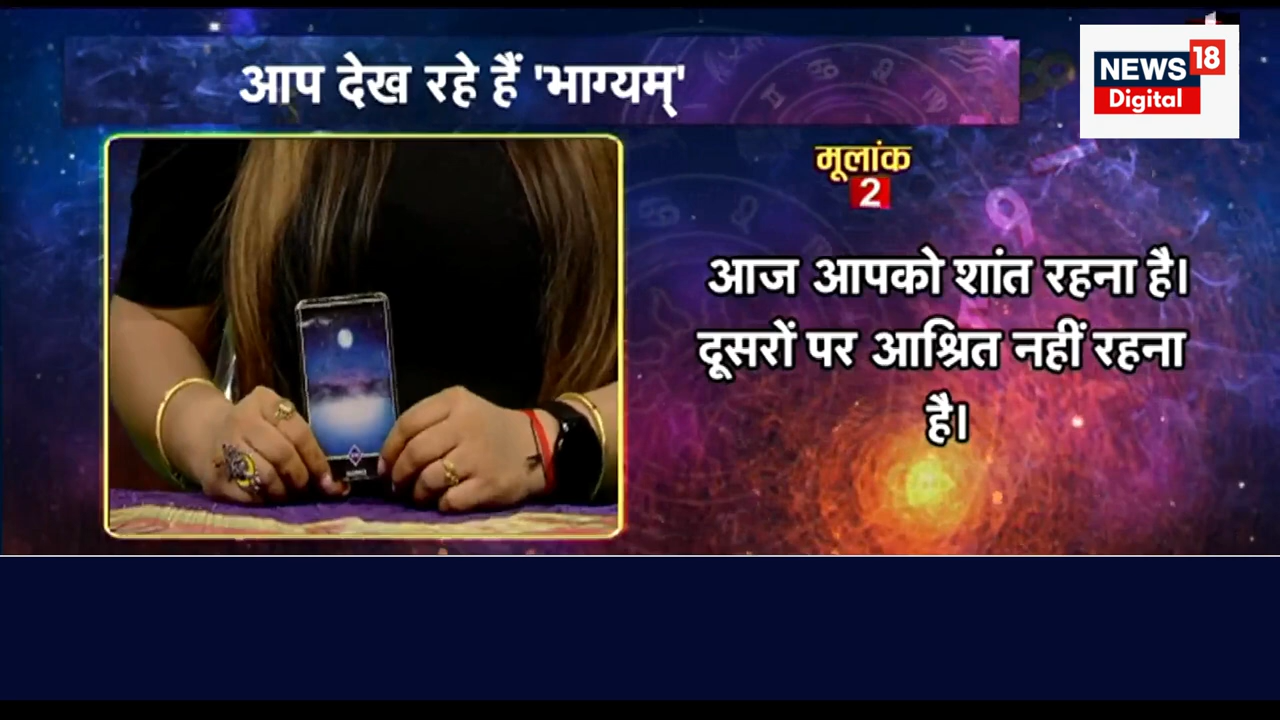 आप देख रहे हैं 'भाग्यम्'
NEWS 18
Digital
मूलांक
2
आज आपको शांत रहना है।
दूसरों पर आश्रित नहीं रहना
है।